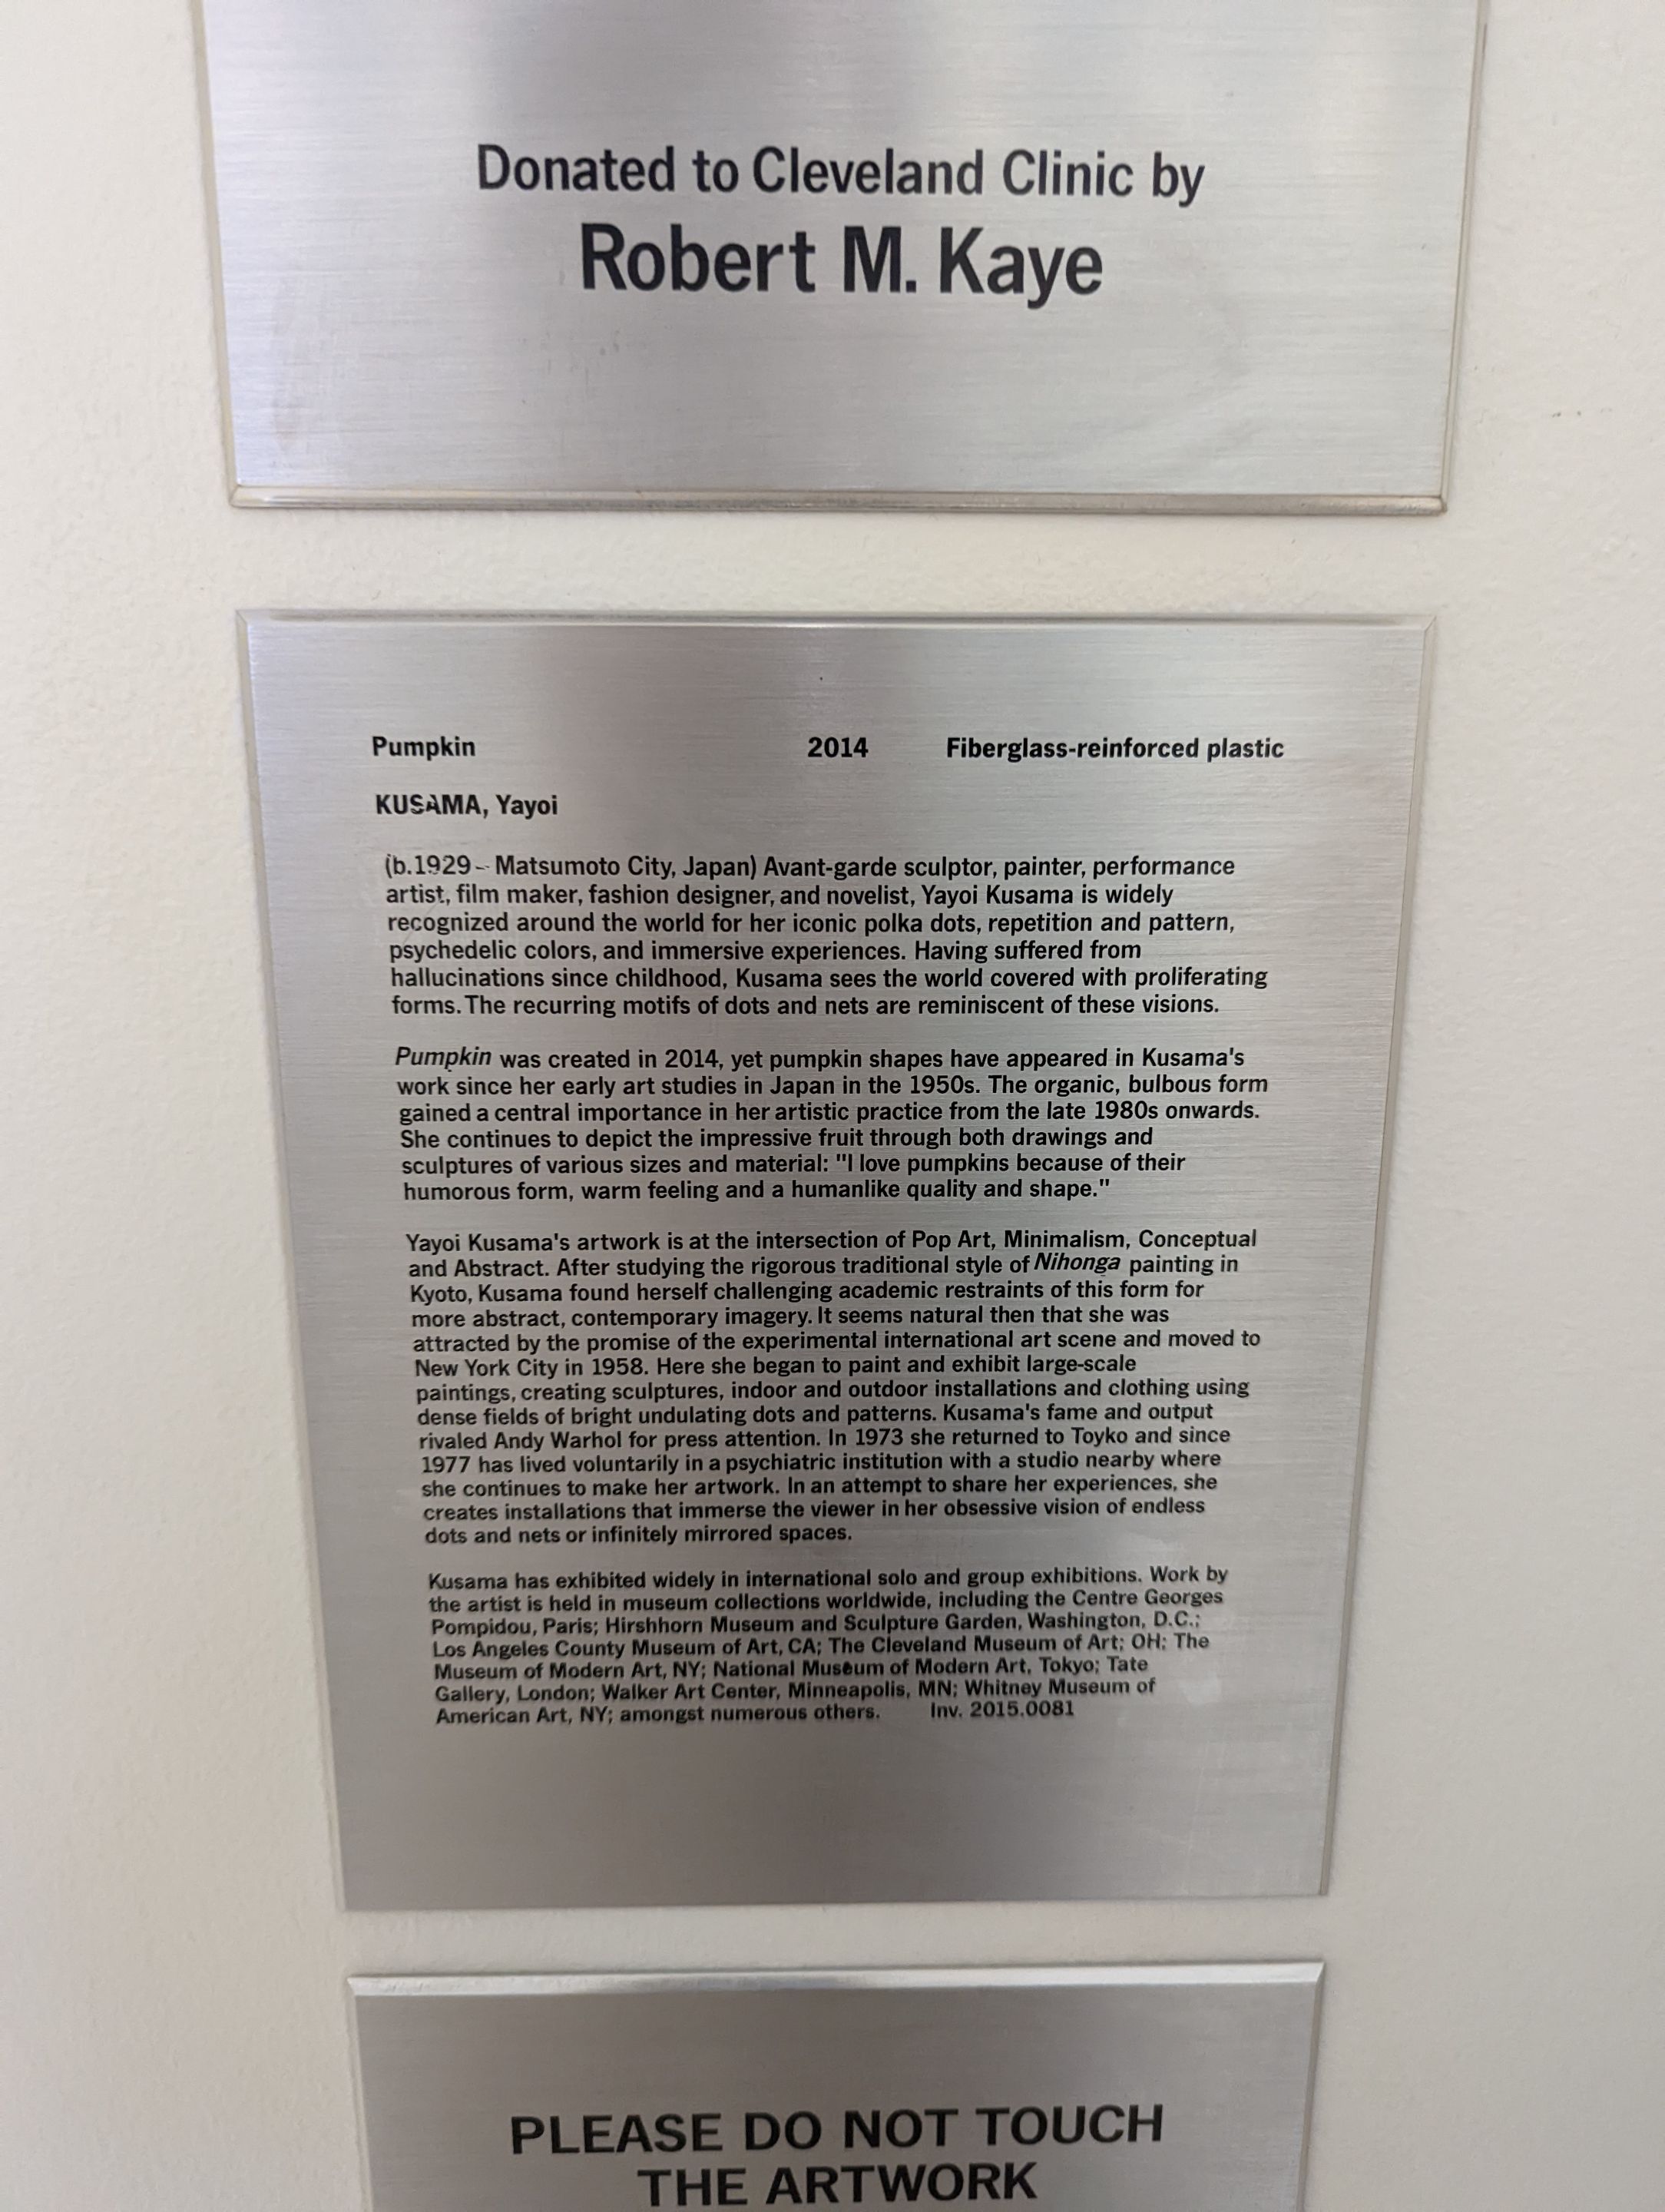 Donated to Cleveland Clinic by
Robert M. Kaye
Pumpkin 2014 Fiberglass-reinforced plastic
KUSAMA, Yayoi
(b.1929 - Matsumoto City, Japan) Avant-garde sculptor, painter, performance
artist, film maker, fashion designer, and novelist, Yayoi Kusama is widely
recognized around the world for her iconic polka dots, repetition and pattern,
psychedelic colors, and immersive experiences. Having suffered from
hallucinations since childhood, Kusama sees the world covered with proliferating
forms. The recurring motifs of dots and nets are reminiscent of these visions.
Pumpkin was created in 2014, yet pumpkin shapes have appeared in Kusama's
work since her early art studies in Japan in the 1950s. The organic, bulbous form
gained a central importance in her artistic practice from the late 1980s onwards.
She continues to depict the impressive fruit through both drawings and
sculptures of various sizes and material: "I love pumpkins because of their
humorous form, warm feeling and a humanlike quality and shape."
Yayoi Kusama's artwork is at the intersection of Pop Art, Minimalism, Conceptual
and Abstract. After studying the rigorous traditional style of Nihonga painting in
Kyoto, Kusama found herself challenging academic restraints of this form for
more abstract, contemporary imagery. It seems natural then that she was
attracted by the promise of the experimental international art scene and moved to
New York City in 1958. Here she began to paint and exhibit large-scale
paintings, creating sculptures, indoor and outdoor installations and clothing using
dense fields of bright undulating dots and patterns. Kusama's fame and output
rivaled Andy Warhol for press attention. In 1973 she returned to Toyko and since
1977 has lived voluntarily in a psychiatric institution with a studio nearby where
she continues to make her artwork. In an attempt to share her experiences, she
creates installations that immerse the viewer in her obsessive vision of endless
dots and nets or infinitely mirrored spaces.
Kusama has exhibited widely in international solo and group exhibitions. Work by
the artist is held in museum collections worldwide, including the Centre Georges
Pompidou, Paris; Hirshhorn Museum and Sculpture Garden, Washington, D.C.;
Los Angeles County Museum of Art, CA; The Cleveland Museum of Art; OH; The
Museum of Modern Art, NY; National Museum of Modern Art, Tokyo; Tate
Gallery, London; Walker Art Center, Minneapolis, MN; Whitney Museum of
American Art, NY; amongst numerous others. Inv. 2015.0081
PLEASE DO NOT TOUCH
THE ARTWORK